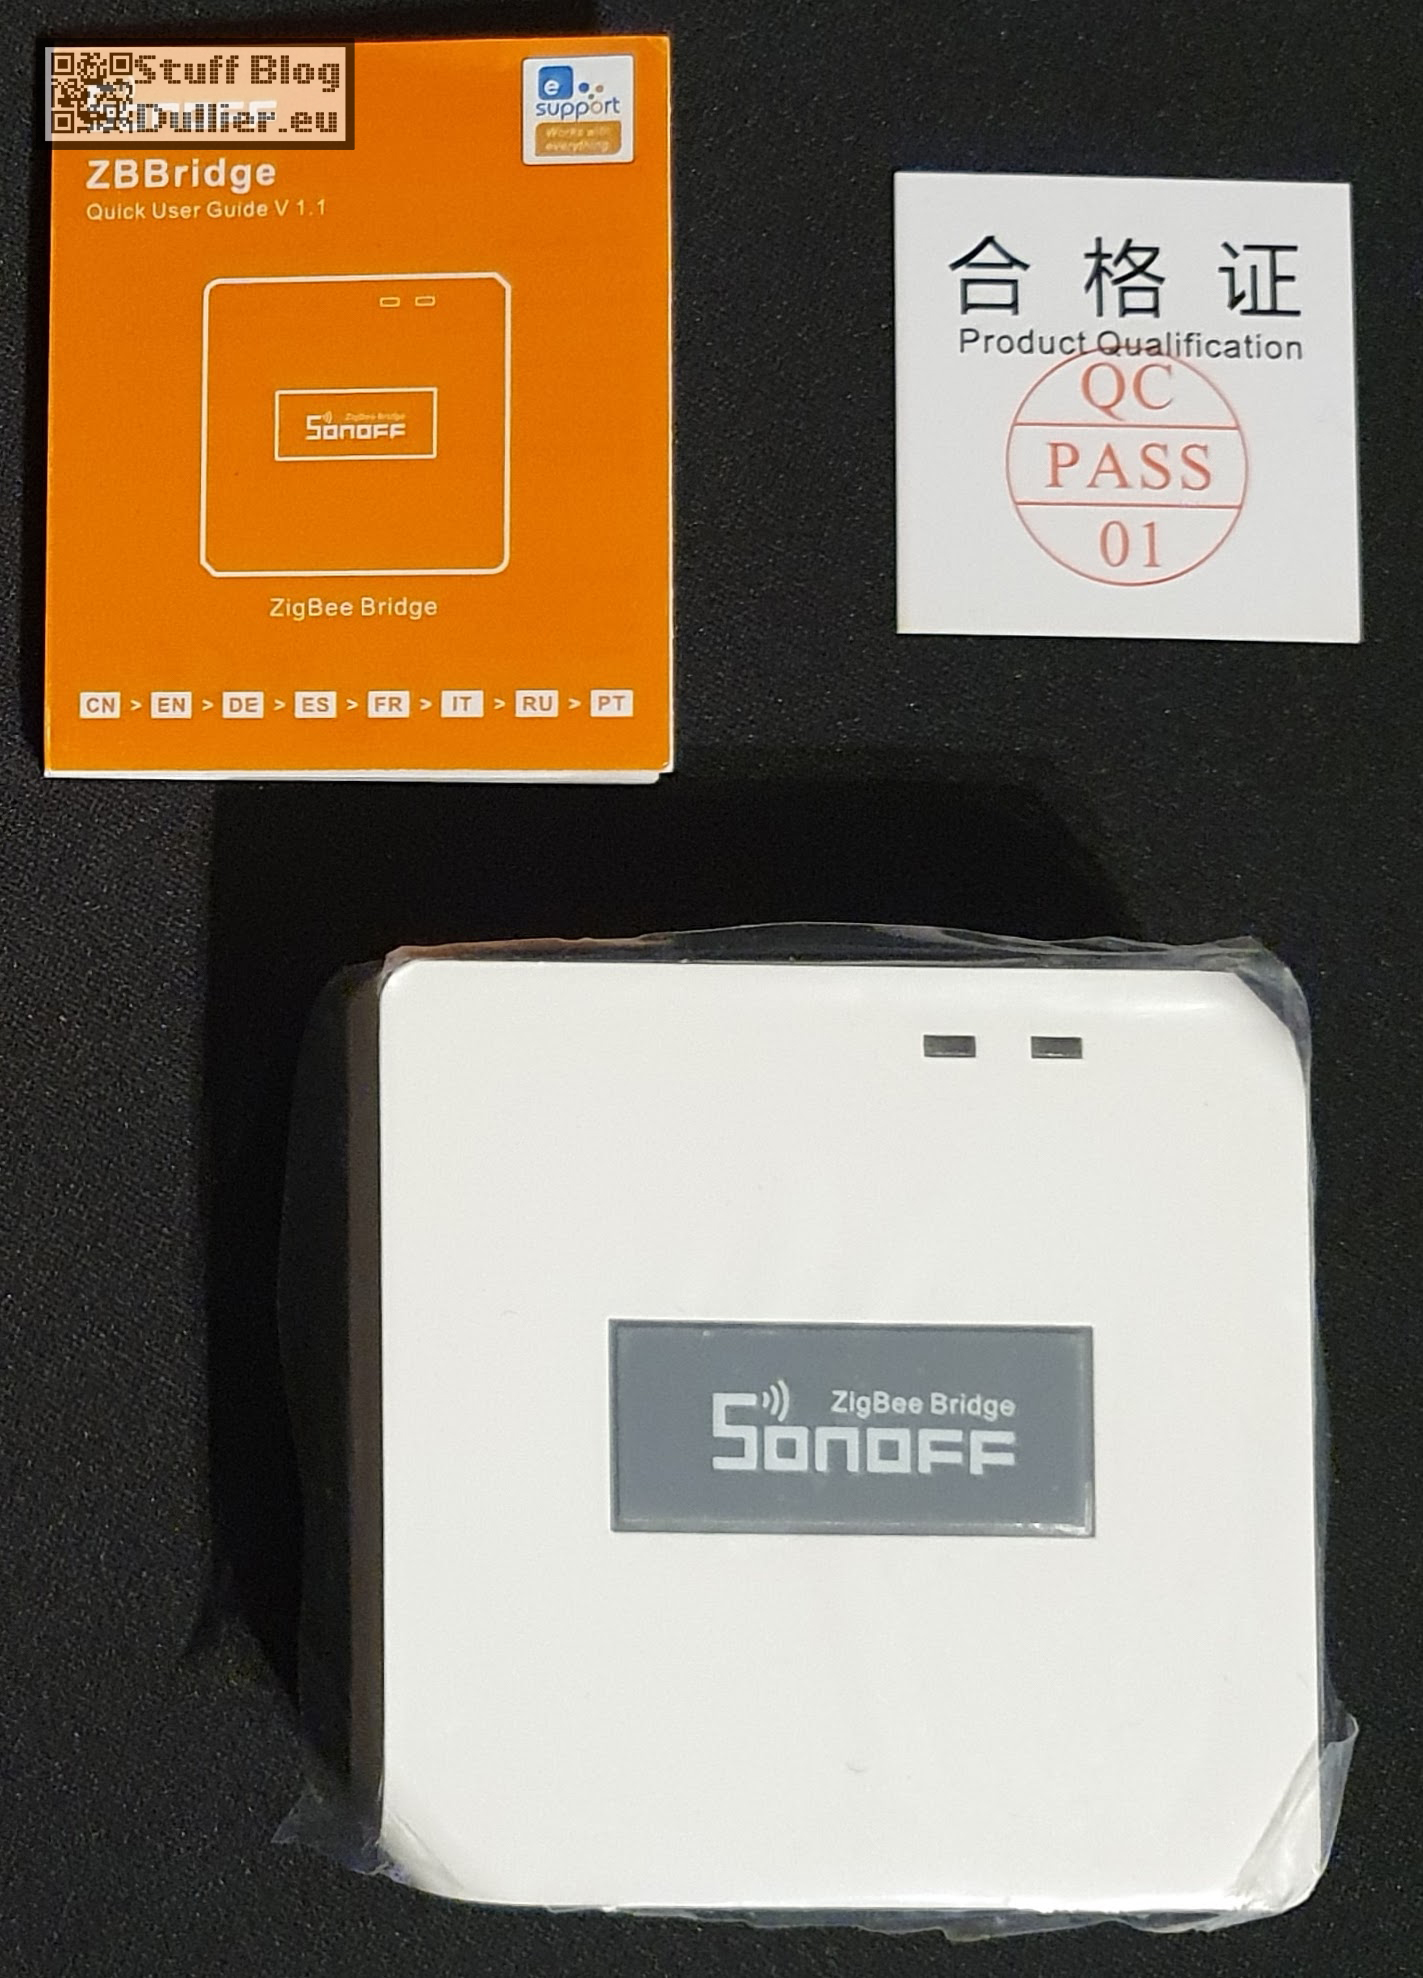 Stuff Blog
Dullier.eu
SONOFF
ZBBridge
Quick User Guide V 1.1
e
support
Works with
everything
ZigBee Bridge
SONOFF
ZigBee Bridge
CN > EN > DE > ES > FR > IT > RU > PT
合格证
Product Qualification
QC
PASS
01
ZigBee Bridge
SONOFF